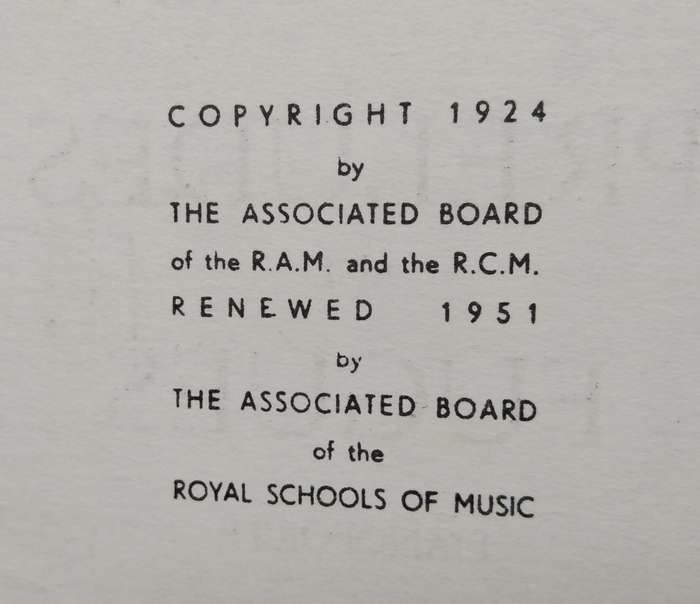 COPYRIGHT 1924
by
THE ASSOCIATED BOARD
of the R.A.M. and the R.C.M.
RENEWED 1951
by
THE ASSOCIATED BOARD
of the
ROYAL SCHOOLS OF MUSIC